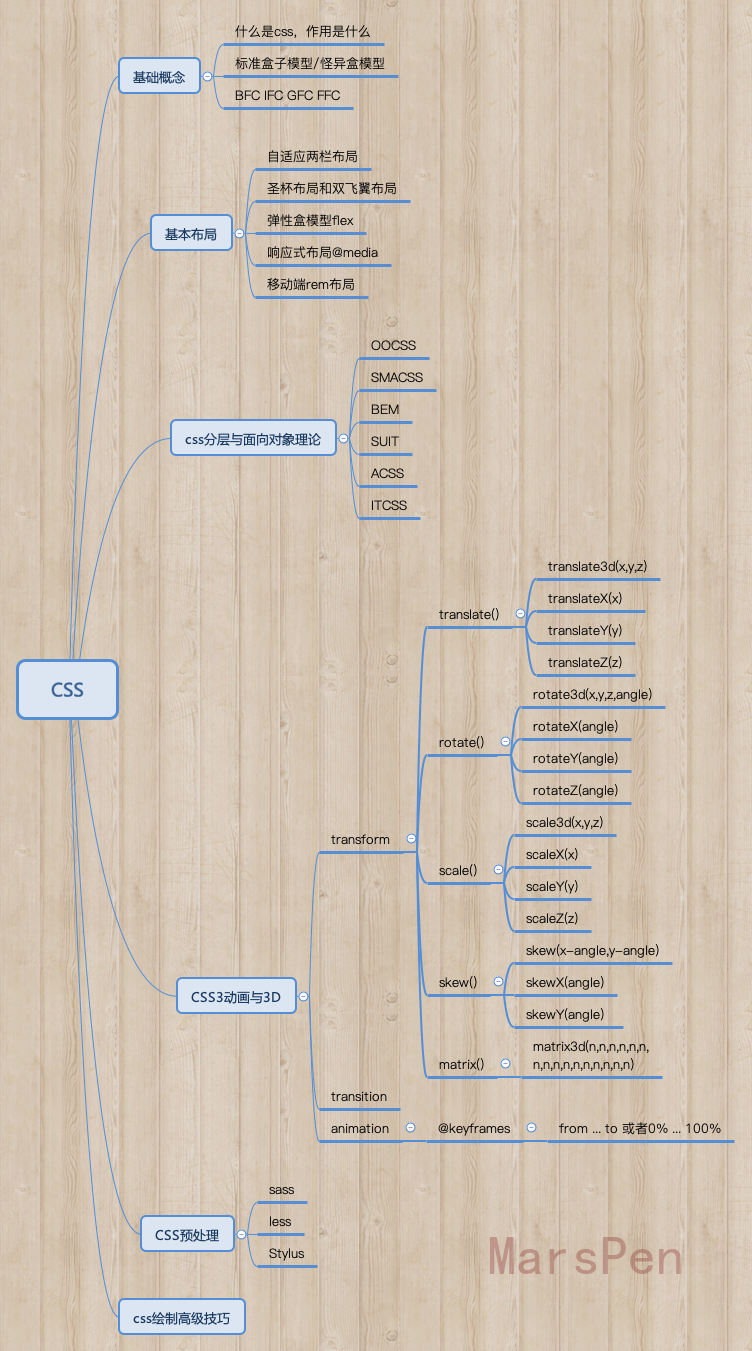 什么是css，作用是什么
标准盒子模型/怪异盒模型
BFC IFC GFC FFC
基础概念
自适应两栏布局
圣杯布局和双飞翼布局
弹性盒模型flex
响应式布局@media
移动端rem布局
基本布局
OOCSS
SMACSS
BEM
SUIT
ACSS
ITCSS
css分层与面向对象理论
CSS
translate3d(x,y,z)
translateX(x)
translateY(y)
translateZ(z)
translate()
rotate3d(x,y,z,angle)
rotateX(angle)
rotateY(angle)
rotateZ(angle)
rotate()
scale3d(x,y,z)
scaleX(x)
scaleY(y)
scaleZ(z)
scale()
skew(x-angle,y-angle)
skewX(angle)
skewY(angle)
skew()
matrix3d(n,n,n,n,n,n,
n,n,n,n,n,n,n,n,n,n)
matrix()
transform
transition
animation
@keyframes
from ... to 或者0% ... 100%
CSS3动画与3D
sass
less
Stylus
CSS预处理
css绘制高级技巧
MarsPen